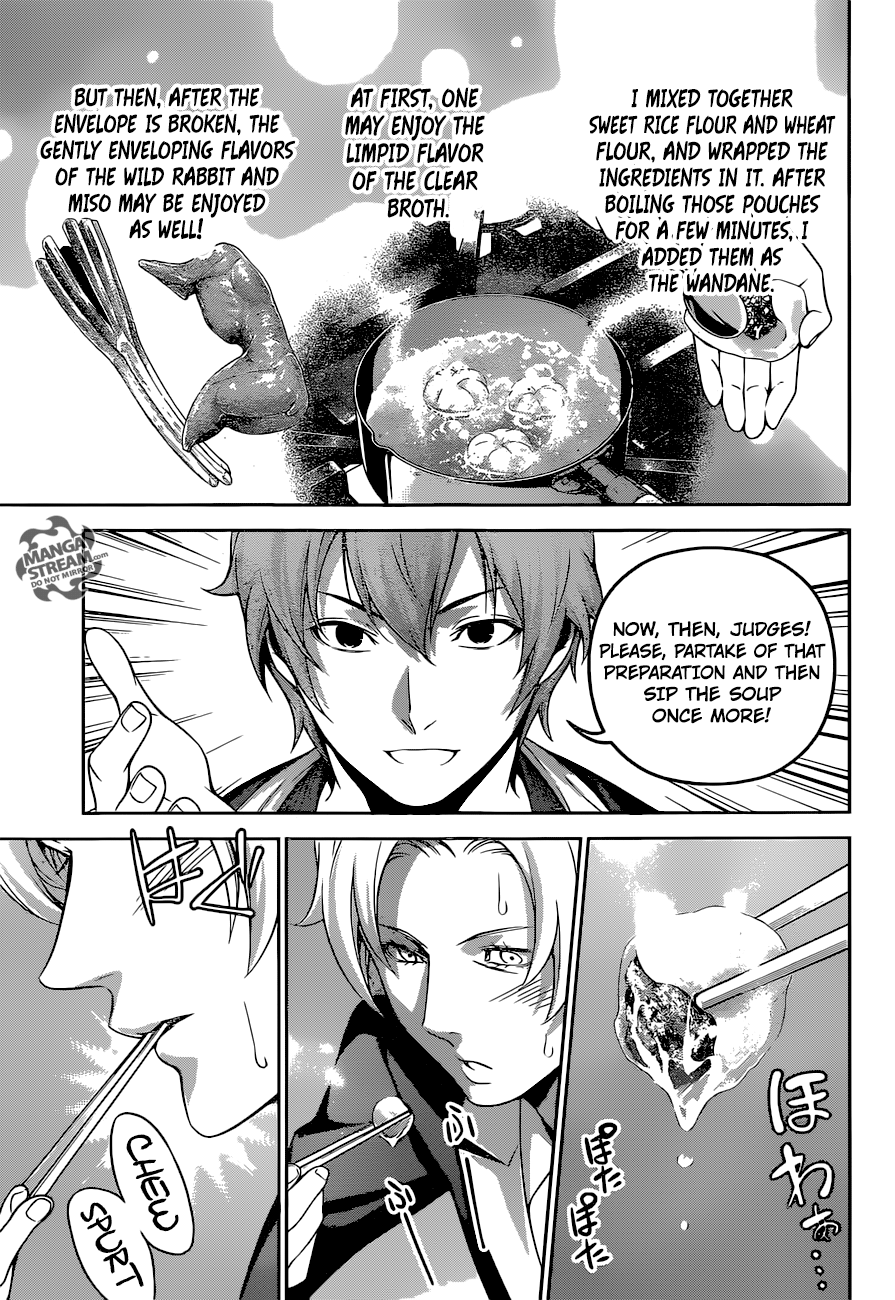 I MIXED TOGETHER
SWEET RICE FLOUR AND WHEAT
FLOUR, AND WRAPPED THE
INGREDIENTS IN IT. AFTER
BOILING THOSE POUCHES
FOR A FEW MINUTES, I
ADDED THEM AS
THE WANDANE.
AT FIRST, ONE
MAY ENJOY THE
LIMPID FLAVOR
OF THE CLEAR
BROTH.
BUT THEN, AFTER THE
ENVELOPE IS BROKEN, THE
GENTLY ENVELOPING FLAVORS
OF THE WILD RABBIT AND
MISO MAY BE ENJOYED
AS WELL!
MANGA
STREAM.com
DO NOT MIRROR
NOW, THEN, JUDGES!
PLEASE, PARTAKE OF THAT
PREPARATION AND THEN
SIP THE SOUP
ONCE MORE!
ほわぁ…
ぽた
ぽた
ふー
ふー
はむ
CHEW
SPURT